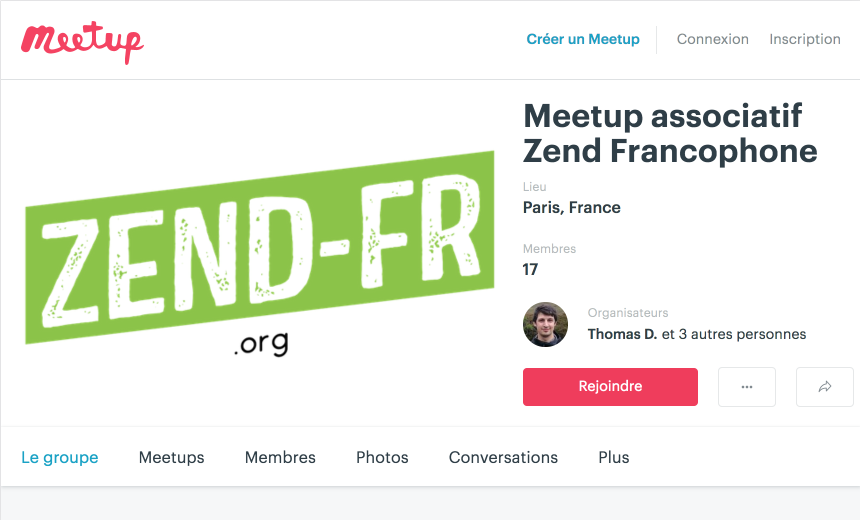 Meetup
Créer un Meetup
Connexion
Inscription
ZEND-FR
.org
Meetup associatif
Zend Francophone
Lieu
Paris, France
Membres
17
Organisateurs
Thomas D. et 3 autres personnes
Rejoindre
...
Le groupe
Meetups
Membres
Photos
Conversations
Plus